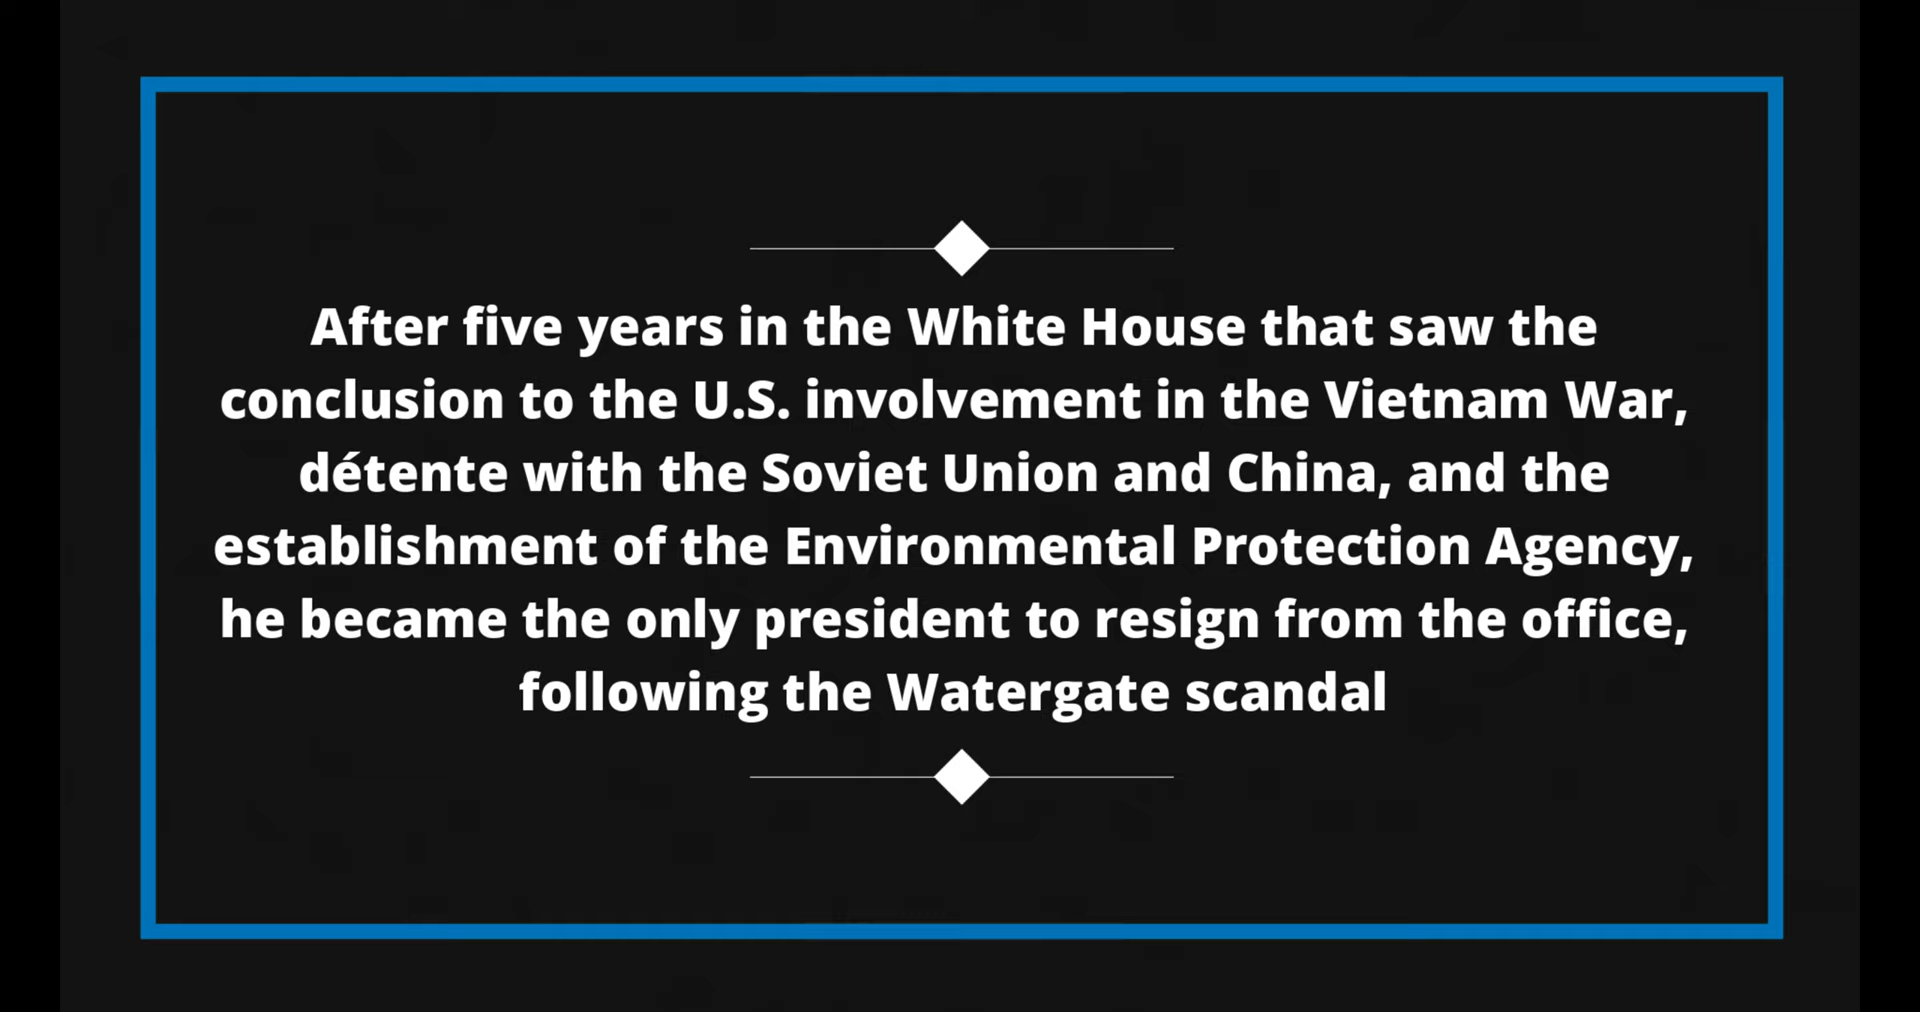 After five years in the White House that saw the
conclusion to the U.S. involvement in the Vietnam War,
détente with the Soviet Union and China, and the
establishment of the Environmental Protection Agency,
he became the only president to resign from the office,
following the Watergate scandal